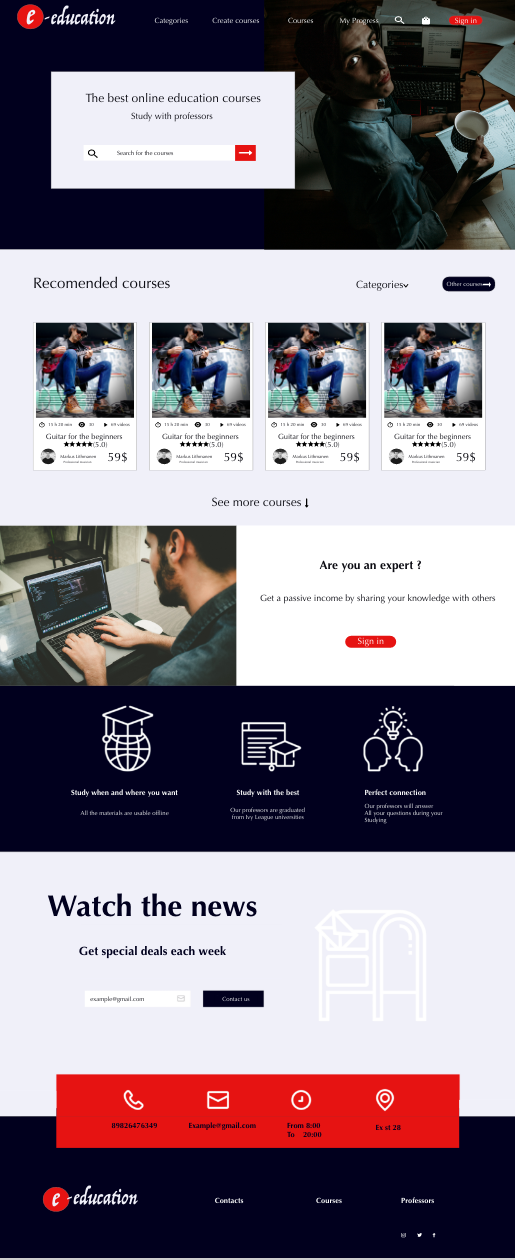 e-education
Categories Create courses Courses My Progress Sign in
The best online education courses
Study with professors
Search for the courses
Recomended courses
Categories
Other courses
15 h 20 min 30 69 videos
15 h 20 min 30 69 videos
15 h 20 min 30 69 videos
15 h 20 min 30 69 videos
Guitar for the beginners
Guitar for the beginners
Guitar for the beginners
Guitar for the beginners
★★★★★(5.0)
★★★★★(5.0)
★★★★★(5.0)
★★★★★(5.0)
Markus Lithmanen 59$
Markus Lithmanen 59$
Markus Lithmanen 59$
Markus Lithmanen 59$
Professional musician
Professional musician
Professional musician
Professional musician
See more courses ↓
Are you an expert ?
Get a passive income by sharing your knowledge with others
Sign in
Study when and where you want
All the materials are usable offline
Study with the best
Our professors are graduated
from Ivy League universities
Perfect connection
Our professors will answer
All your questions during your
Studying
Watch the news
Get special deals each week
example@gmail.com
Contact us
89826476349
Example@gmail.com
From 8:00
To 20:00
Ex st 28
e-education
Contacts Courses Professors